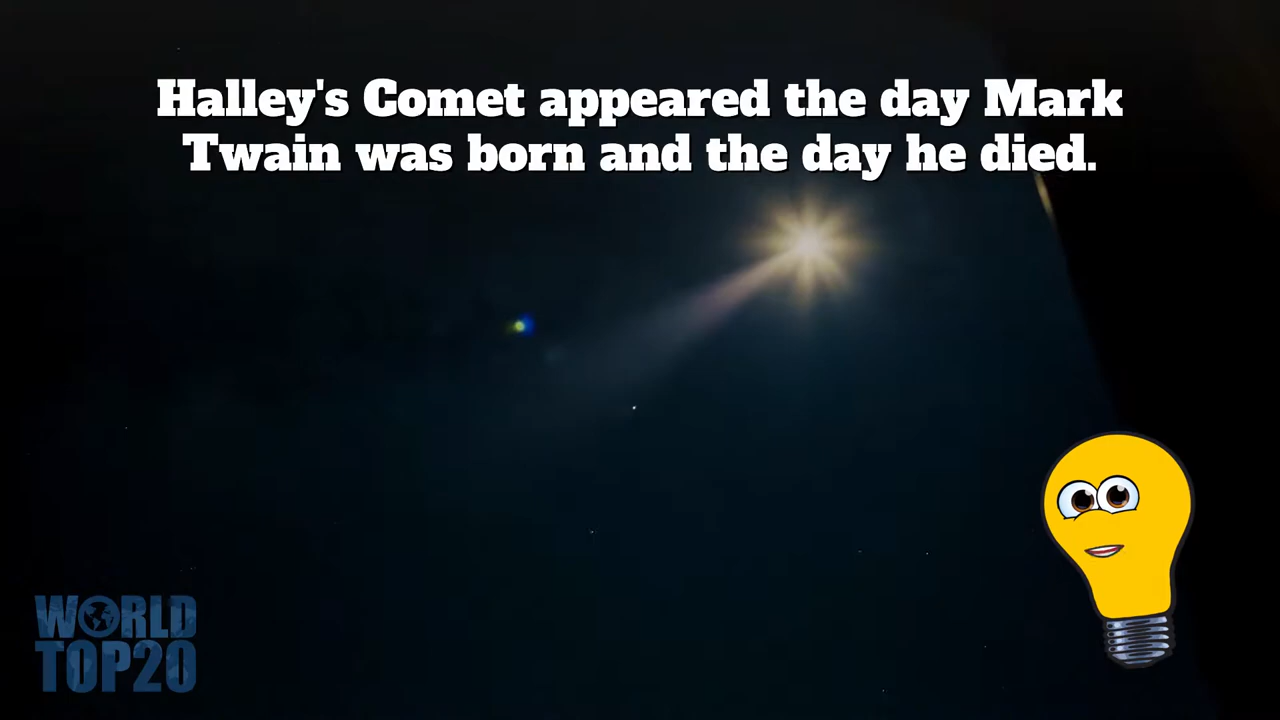 Halley's Comet appeared the day Mark
Twain was born and the day he died.
WORLD
TOP20